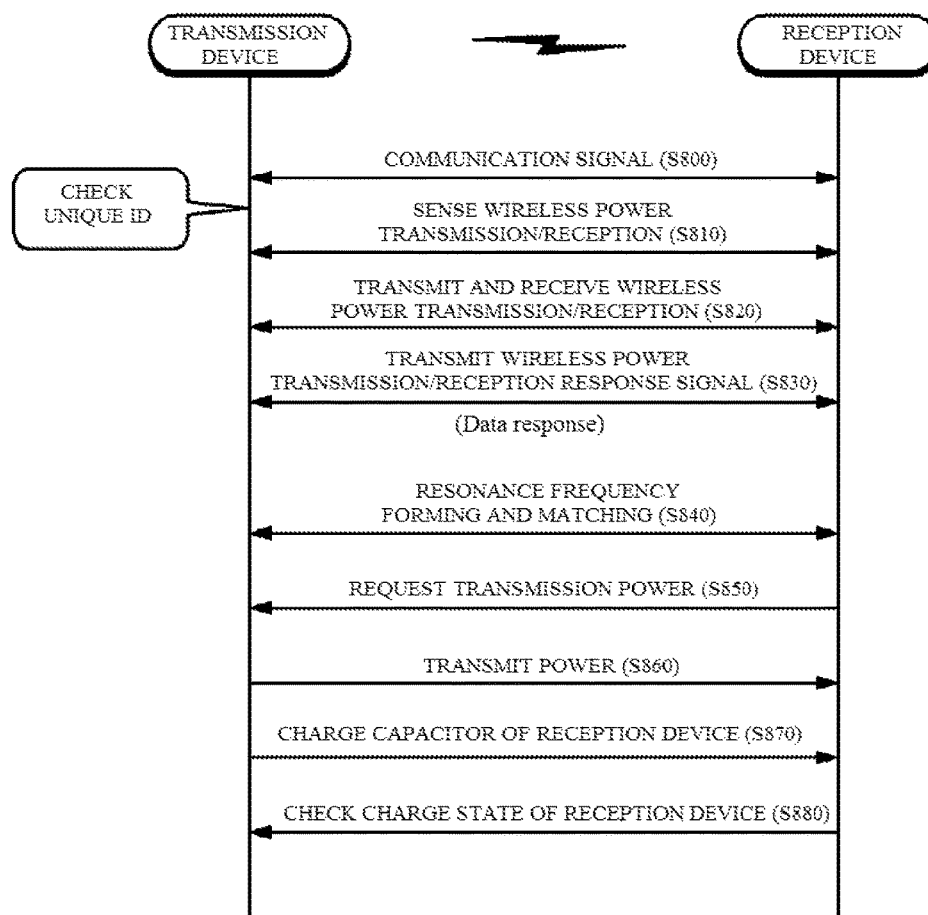 TRANSMISSION
DEVICE
RECEPTION
DEVICE
COMMUNICATION SIGNAL (S800)
CHECK
UNIQUE ID
SENSE WIRELESS POWER
TRANSMISSION/RECEPTION (S810)
TRANSMIT AND RECEIVE WIRELESS
POWER TRANSMISSION/RECEPTION (S820)
TRANSMIT WIRELESS POWER
TRANSMISSION/RECEPTION RESPONSE SIGNAL (S830)
(Data response)
RESONANCE FREQUENCY
FORMING AND MATCHING (S840)
REQUEST TRANSMISSION POWER (S850)
TRANSMIT POWER (S860)
CHARGE CAPACITOR OF RECEPTION DEVICE (S870)
CHECK CHARGE STATE OF RECEPTION DEVICE (S880)